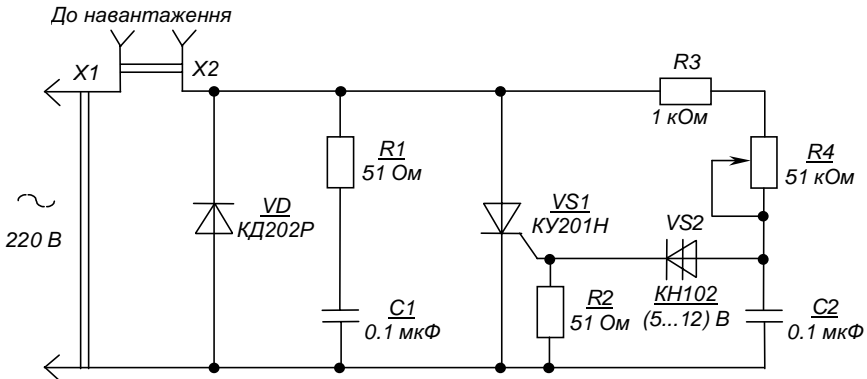 До навантаження
X1
X2
R3
1 кОм
R1
51 Ом
R4
51 кОм
VD
КД202Р
VS1
КУ201Н
VS2
220 В
КН102
(5...12) В
R2
51 Ом
C1
0.1 мкФ
C2
0.1 мкФ